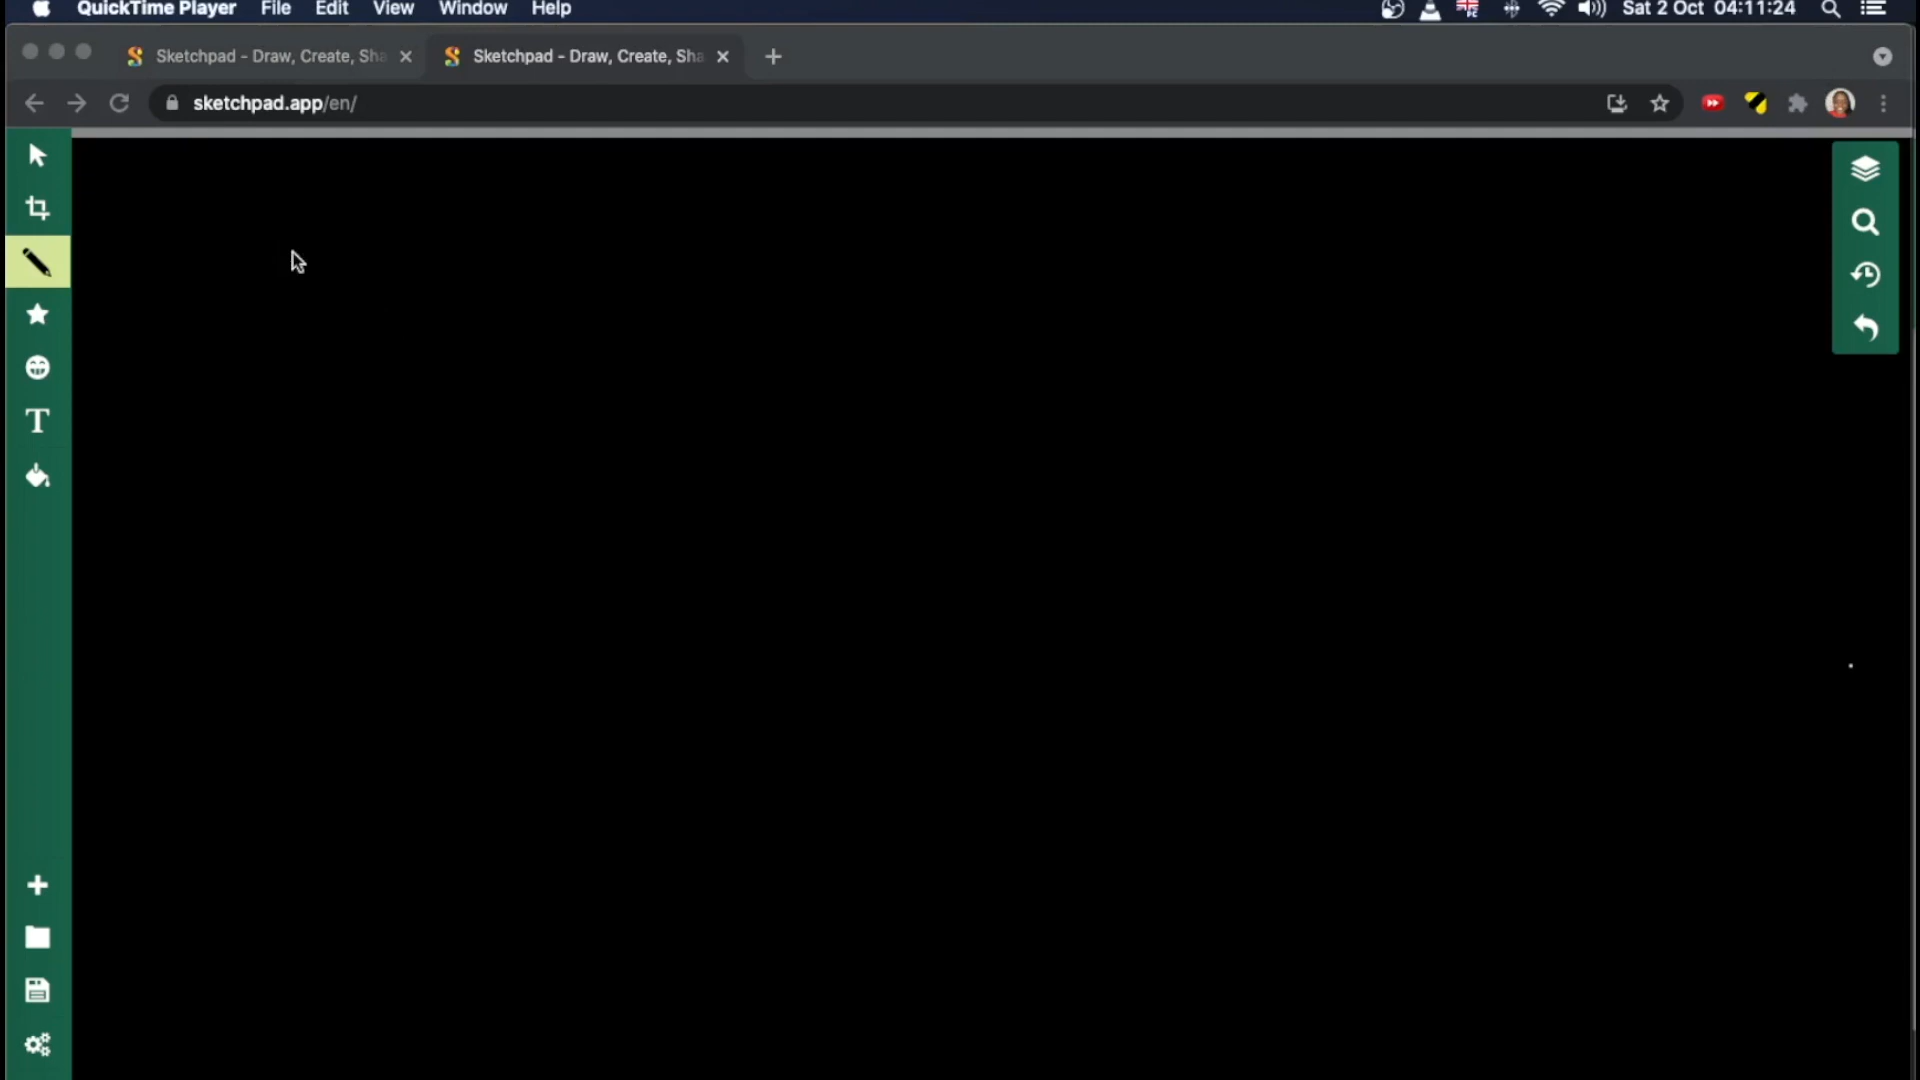 QuickTime Player File Edit View Window Help Sat 2 Oct 04:11:24
Sketchpad - Draw, Create, Sha Sketchpad - Draw, Create, Sha
sketchpad.app/en/
T